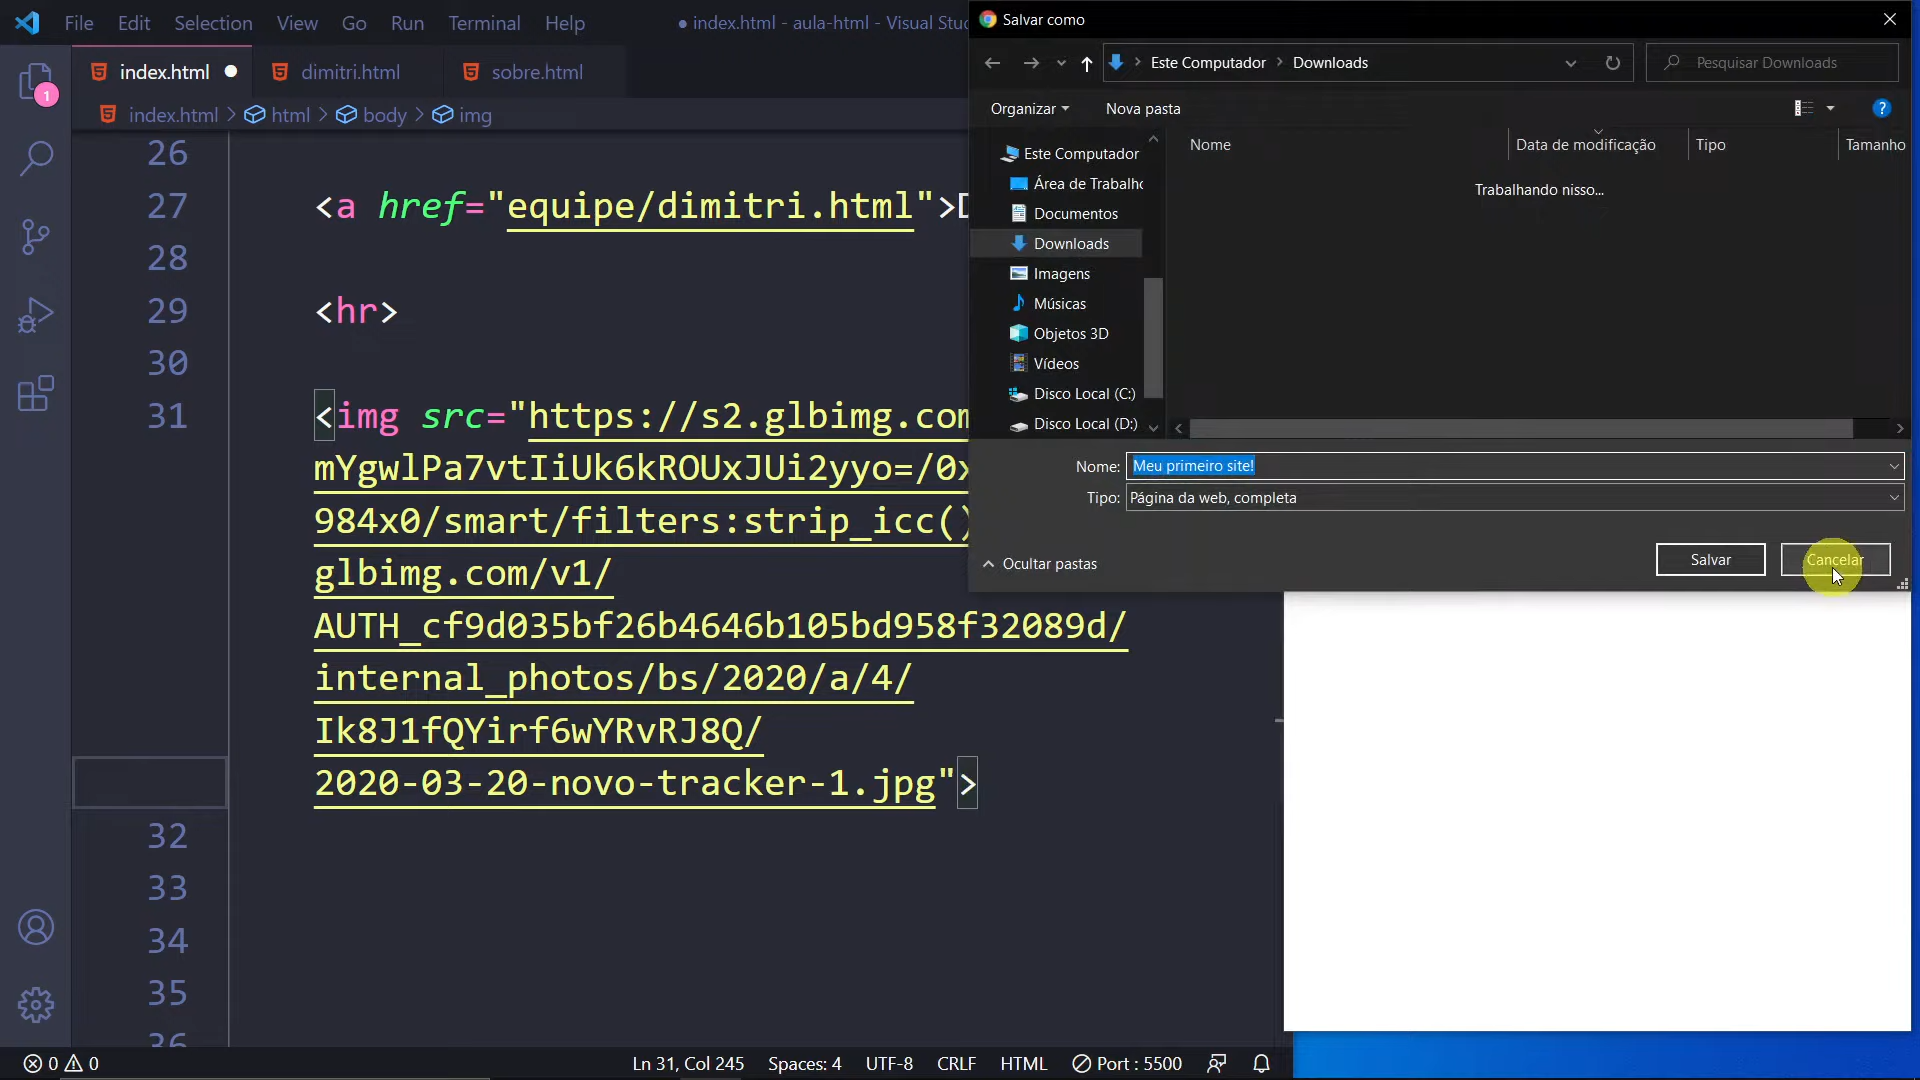 File Edit Selection View Go Run Terminal Help
● index.html - aula-html - Visual Stu
index.html ● dimitri.html sobre.html
index.html > html > body > img
1
26
27 <a href="equipe/dimitri.html">
28
29 <hr>
30
31 <img src="https://s2.glbimg.com
mYgwlPa7vtIiUk6kROUxJUi2yyo=/0x
984x0/smart/filters:strip_icc()
glbimg.com/v1/
AUTH_cf9d035bf26b4646b105bd958f32089d/
internal_photos/bs/2020/a/4/
Ik8J1fQYirf6wYRvRJ8Q/
2020-03-20-novo-tracker-1.jpg">
32
33
34
35
36
0 0
Ln 31, Col 245 Spaces: 4 UTF-8 CRLF HTML Port : 5500
Salvar como
Este Computador > Downloads
Pesquisar Downloads
Organizar Nova pasta
Nome Data de modificação Tipo Tamanho
Trabalhando nisso...
Este Computador
Área de Trabalho
Documentos
Downloads
Imagens
Músicas
Objetos 3D
Vídeos
Disco Local (C:)
Disco Local (D:)
Nome: Meu primeiro site!
Tipo: Página da web, completa
Ocultar pastas
Salvar Cancelar